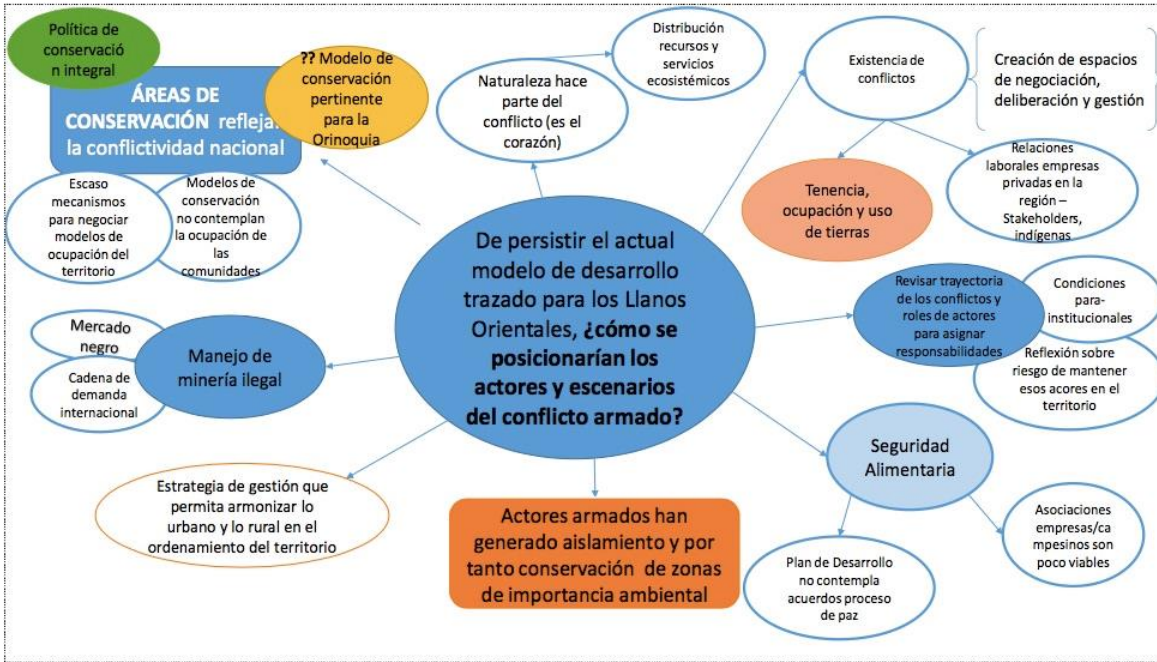 Política de
conservació
n integral
ÁREAS DE
CONSERVACIÓN refleja
la conflictividad nacional
?? Modelo de
conservación
pertinente
para la
Orinoquia
Escaso
mecanismos
para negociar
modelos de
ocupación del
territorio
Modelos de
conservación
no contemplan
la ocupación de
las
comunidades
Naturaleza hace
parte del
conflicto (es el
corazón)
Distribución
recursos y
servicios
ecosistémicos
Existencia de
conflictos
Creación de espacios
de negociación,
deliberación y gestión
Tenencia,
ocupación y uso
de tierras
Relaciones
laborales empresas
privadas en la
región –
Stakeholders,
indígenas
De persistir el actual
modelo de desarrollo
trazado para los Llanos
Orientales, ¿cómo se
posicionarían los
actores y escenarios
del conflicto armado?
Revisar trayectoria
de los conflictos y
roles de actores
para asignar
responsabilidades
Condiciones
para-
institucionales
Reflexión sobre
riesgo de mantener
esos acores en el
territorio
Mercado
negro
Cadena de
demanda
internacional
Manejo de
minería ilegal
Estrategia de gestión que
permita armonizar lo
urbano y lo rural en el
ordenamiento del territorio
Actores armados han
generado aislamiento y por
tanto conservación de zonas
de importancia ambiental
Seguridad
Alimentaria
Plan de Desarrollo
no contempla
acuerdos proceso
de paz
Asociaciones
empresas/ca
mpesinos son
poco viables